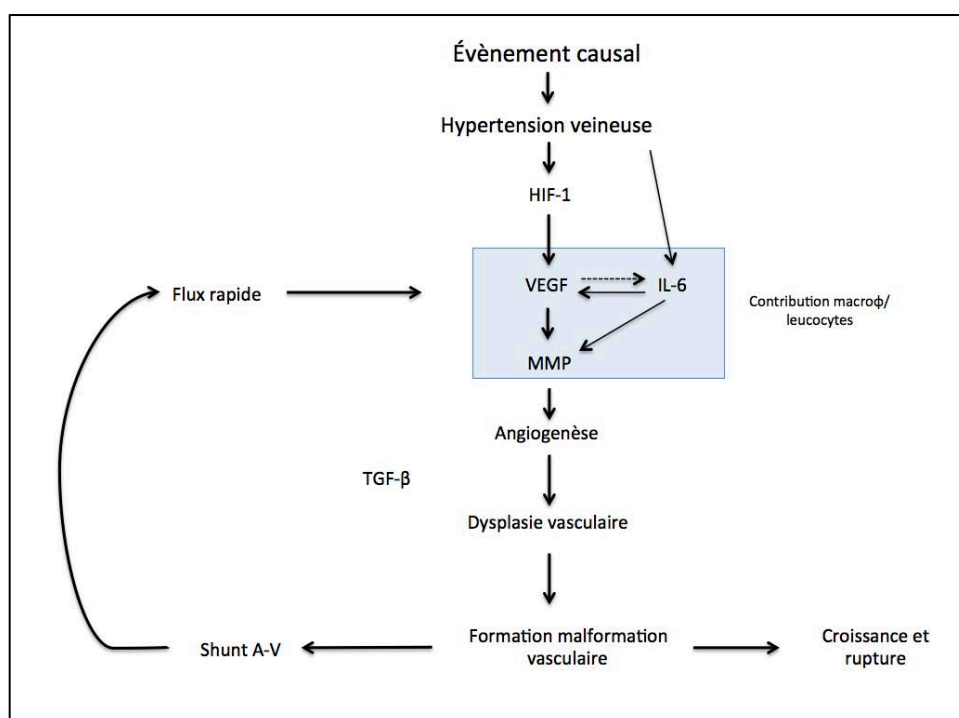 Évènement causal
Hypertension veineuse
HIF-1
VEGF
IL-6
Flux rapide
Contribution macroϕ/
leucocytes
MMP
Angiogenèse
TGF-β
Dysplasie vasculaire
Shunt A-V
Formation malformation
vasculaire
Croissance et
rupture